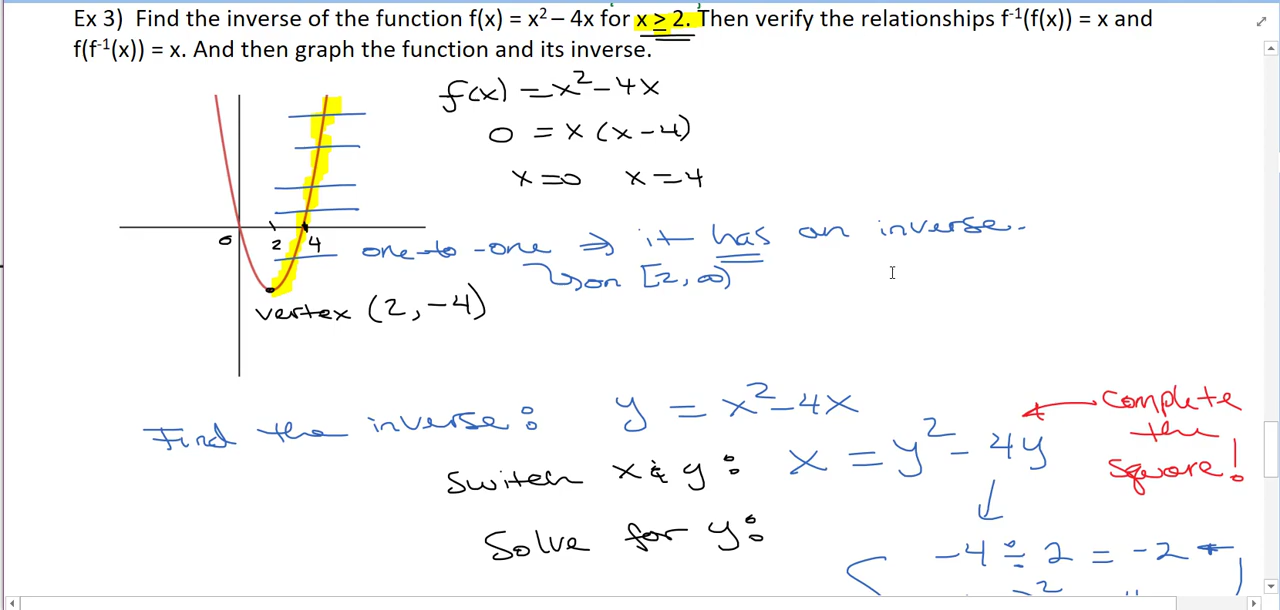 Ex 3) Find the inverse of the function f(x) = x² – 4x for x ≥ 2. Then verify the relationships f⁻¹(f(x)) = x and
f(f⁻¹(x)) = x. And then graph the function and its inverse.
f(x) = x² – 4x
0 = x (x – 4)
x = 0 x = 4
0 2 4
one-to-one ⇒ it has an inverse.
on [2, ∞)
vertex (2, –4)
Find the inverse: y = x² – 4x
complete
the
square!
switch x & y: x = y² – 4y
Solve for y:
–4 ÷ 2 = –2